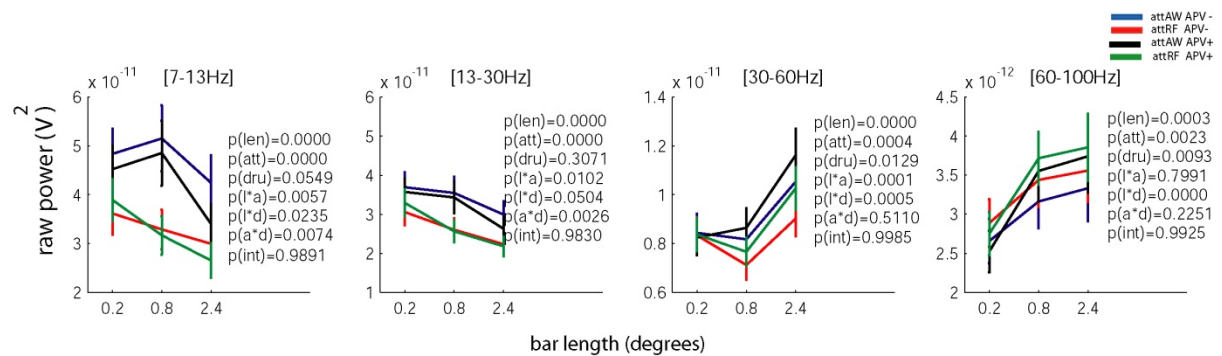 attAW APV -
attRF APV-
attAW APV+
attRF APV+
x 10-11
[7-13Hz]
x 10-11
[13-30Hz]
x 10-11
[30-60Hz]
x 10-12
[60-100Hz]
raw power (V2)
6
5
4
3
2
p(len)=0.0000
p(att)=0.0000
p(dru)=0.0549
p(l*a)=0.0057
p(l*d)=0.0235
p(a*d)=0.0074
p(int)=0.9891
0.2 0.8 2.4
6
5
4
3
2
1
p(len)=0.0000
p(att)=0.0000
p(dru)=0.3071
p(l*a)=0.0102
p(l*d)=0.0504
p(a*d)=0.0026
p(int)=0.9830
0.2 0.8 2.4
1.4
1.2
1
0.8
0.6
p(len)=0.0000
p(att)=0.0004
p(dru)=0.0129
p(l*a)=0.0001
p(l*d)=0.0005
p(a*d)=0.5110
p(int)=0.9985
0.2 0.8 2.4
4.5
4
3.5
3
2.5
2
p(len)=0.0003
p(att)=0.0023
p(dru)=0.0093
p(l*a)=0.7991
p(l*d)=0.0000
p(a*d)=0.2251
p(int)=0.9925
0.2 0.8 2.4
bar length (degrees)